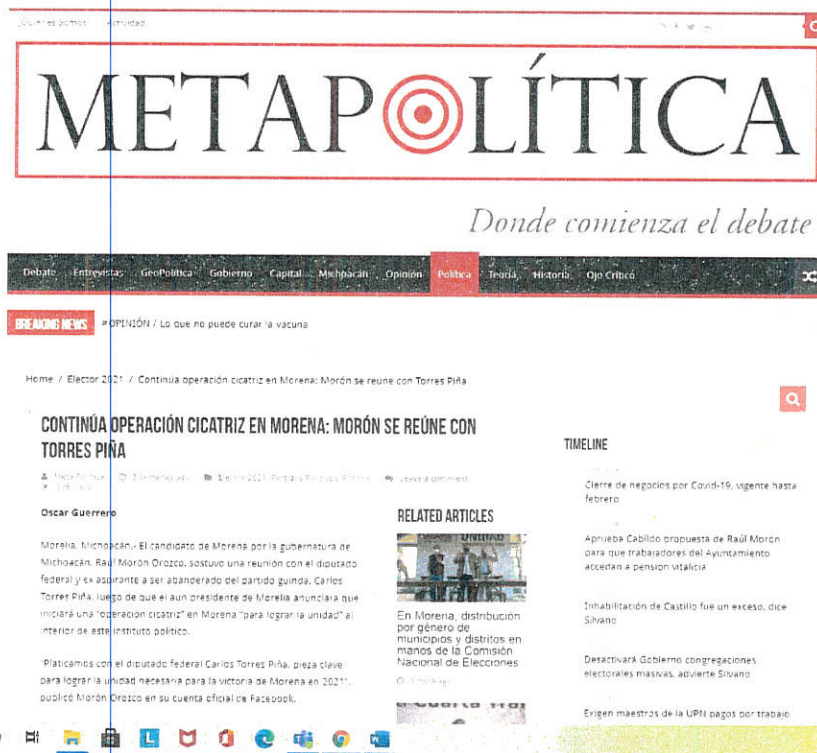 ¿Quiénes Somos Actividad
METAPOLÍTICA
Donde comienza el debate
Debate Entrevistas GeoPolítica Gobierno Capital Michoacán Opinión Política Teoría Historia Ojo Crítico
BREAKING NEWS # OPINIÓN / Lo que no puede curar la vacuna
Home / Elector 2021 / Continúa operación cicatriz en Morena: Morón se reúne con Torres Piña
CONTINÚA OPERACIÓN CICATRIZ EN MORENA: MORÓN SE REÚNE CON
TORRES PIÑA
Elector 2021, Partidos Políticos, Política Leave a comment
Oscar Guerrero
Morelia, Michoacán.- El candidato de Morena por la gubernatura de
Michoacán, Raúl Morón Orozco, sostuvo una reunión con el diputado
federal y ex aspirante a ser abanderado del partido guinda, Carlos
Torres Piña, luego de que el aun presidente de Morelia anunciara que
iniciará una "operación cicatriz" en Morena "para lograr la unidad" al
interior de este instituto político.
"Platicamos con el diputado federal Carlos Torres Piña, pieza clave
para lograr la unidad necesaria para la victoria de Morena en 2021",
publicó Morón Orozco en su cuenta oficial de Facebook.
RELATED ARTICLES
UNIDAD
En Morena, distribución
por género de
municipios y distritos en
manos de la Comisión
Nacional de Elecciones
TIMELINE
Cierre de negocios por Covid-19, vigente hasta
febrero
Aprueba Cabildo propuesta de Raúl Morón
para que trabajadores del Ayuntamiento
accedan a pensión vitalicia
Inhabilitación de Castillo fue un exceso, dice
Silvano
Desactivará Gobierno congregaciones
electorales masivas, advierte Silvano
Exigen maestros de la UPN pagos por trabajo